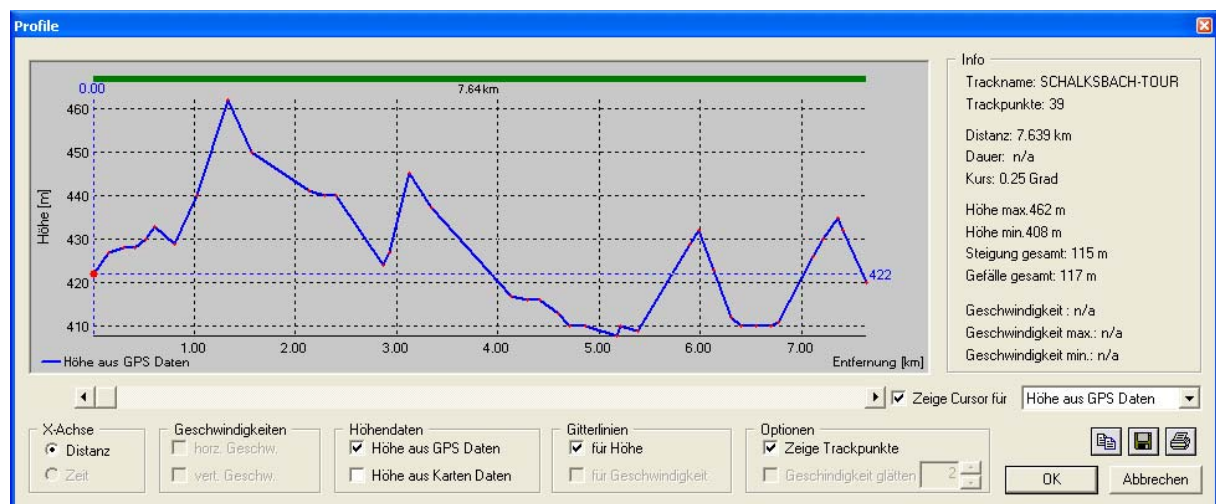 Profile
0.00
7.64 km
460
450
440
430
420
410
Höhe [m]
422
1.00 2.00 3.00 4.00 5.00 6.00 7.00
Höhe aus GPS Daten
Entfernung [km]
Info
Trackname: SCHALKSBACH-TOUR
Trackpunkte: 39
Distanz: 7.639 km
Dauer: n/a
Kurs: 0.25 Grad
Höhe max.462 m
Höhe min.408 m
Steigung gesamt: 115 m
Gefälle gesamt: 117 m
Geschwindigkeit : n/a
Geschwindigkeit max.: n/a
Geschwindigkeit min.: n/a
Zeige Cursor für
Höhe aus GPS Daten
X-Achse
Distanz
Zeit
Geschwindigkeiten
horz. Geschw.
vert. Geschw.
Höhendaten
Höhe aus GPS Daten
Höhe aus Karten Daten
Gitterlinien
für Höhe
für Geschwindigkeit
Optionen
Zeige Trackpunkte
Geschindigkeit glätten
2
OK
Abbrechen